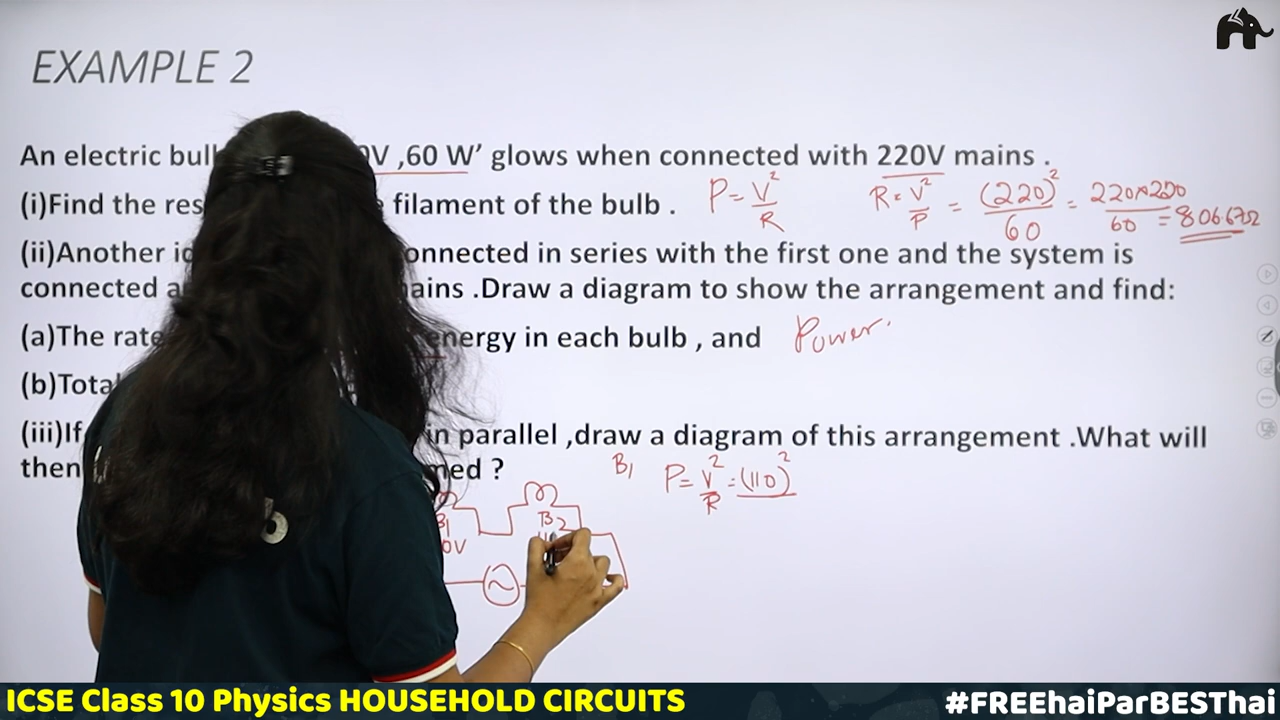 EXAMPLE 2
An electric bul V ,60 W’ glows when connected with 220V mains .
(i)Find the res filament of the bulb . P = V²/R R = V²/P = (220)²/60 = 220×220/60 = 806.67Ω
(ii)Another onnected in series with the first one and the system is
connected ains .Draw a diagram to show the arrangement and find:
(a)The rate energy in each bulb , and Power.
(b)Tota
(iii)If in parallel ,draw a diagram of this arrangement .What will
then med ?
B₁ P = V²/R = (110)²
B₁ B₂
0V
ICSE Class 10 Physics HOUSEHOLD CIRCUITS
#FREEhaiParBESThai